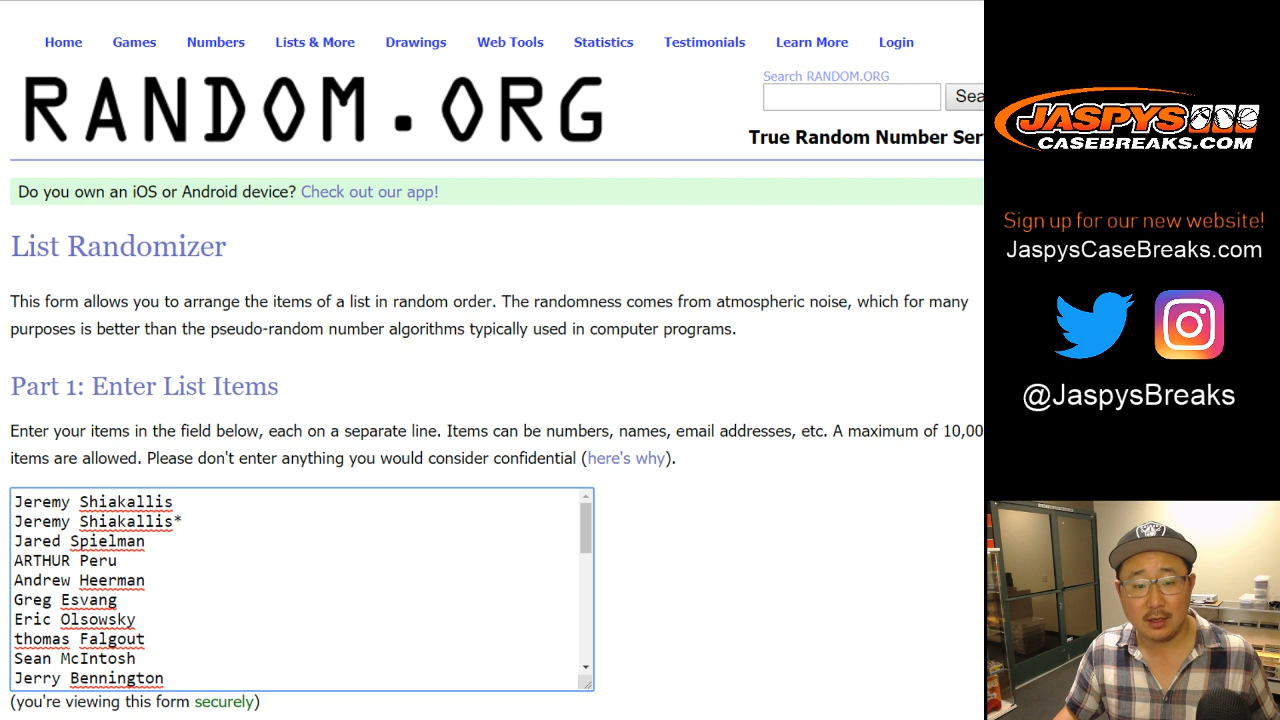 Home Games Numbers Lists & More Drawings Web Tools Statistics Testimonials Learn More Login
RANDOM.ORG
Search RANDOM.ORG
Sea
True Random Number Ser
Do you own an iOS or Android device? Check out our app!
List Randomizer
This form allows you to arrange the items of a list in random order. The randomness comes from atmospheric noise, which for many
purposes is better than the pseudo-random number algorithms typically used in computer programs.
Part 1: Enter List Items
Enter your items in the field below, each on a separate line. Items can be numbers, names, email addresses, etc. A maximum of 10,00
items are allowed. Please don't enter anything you would consider confidential (here's why).
Jeremy Shiakallis
Jeremy Shiakallis*
Jared Spielman
ARTHUR Peru
Andrew Heerman
Greg Esvang
Eric Olsowsky
thomas Falgout
Sean McIntosh
Jerry Bennington
(you're viewing this form securely)
JASPYS
CASEBREAKS.COM
Sign up for our new website!
JaspysCaseBreaks.com
@JaspysBreaks